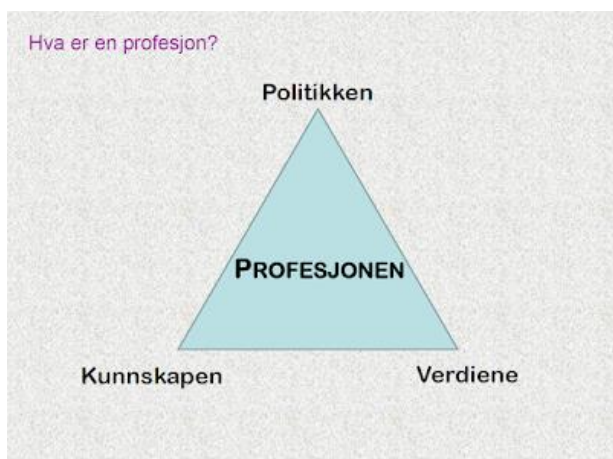 Hva er en profesjon?
Politikken
PROFESJONEN
Kunnskapen
Verdiene